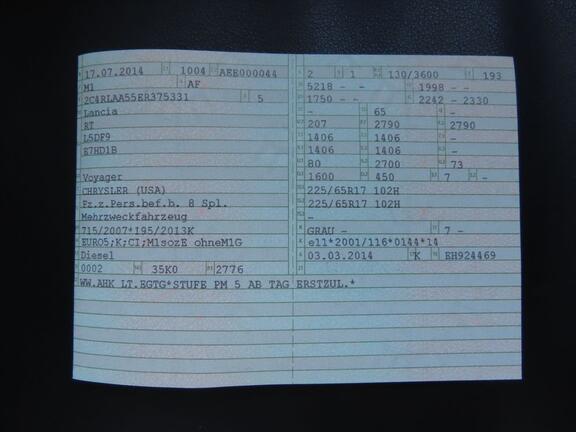 17.07.2014 1004 AEE000044
M1 AF
2C4RLAA55ER375331 5
Lancia
RT
L5DF9
E7HD1B
Voyager
CHRYSLER (USA)
Fz.z.Pers.bef.b. 8 Spl.
Mehrzweckfahrzeug
715/2007*195/2013K
EURO5;K;CI;M1sozE ohneM1G
Diesel
0002 35K0 2776
WW.AHK LT.EGTG*STUFE PM 5 AB TAG ERSTZUL.*
2 1 130/3600 193
5218 - - 1998 - -
1750 - - 2242 - 2330
- 65 -
207 2790 2790
1406 1406 -
1406 1406 -
80 2700 73
1600 450 7 -
225/65R17 102H
225/65R17 102H
-
GRAU - 7 -
e11*2001/116*0144*14
03.03.2014 K EH924469